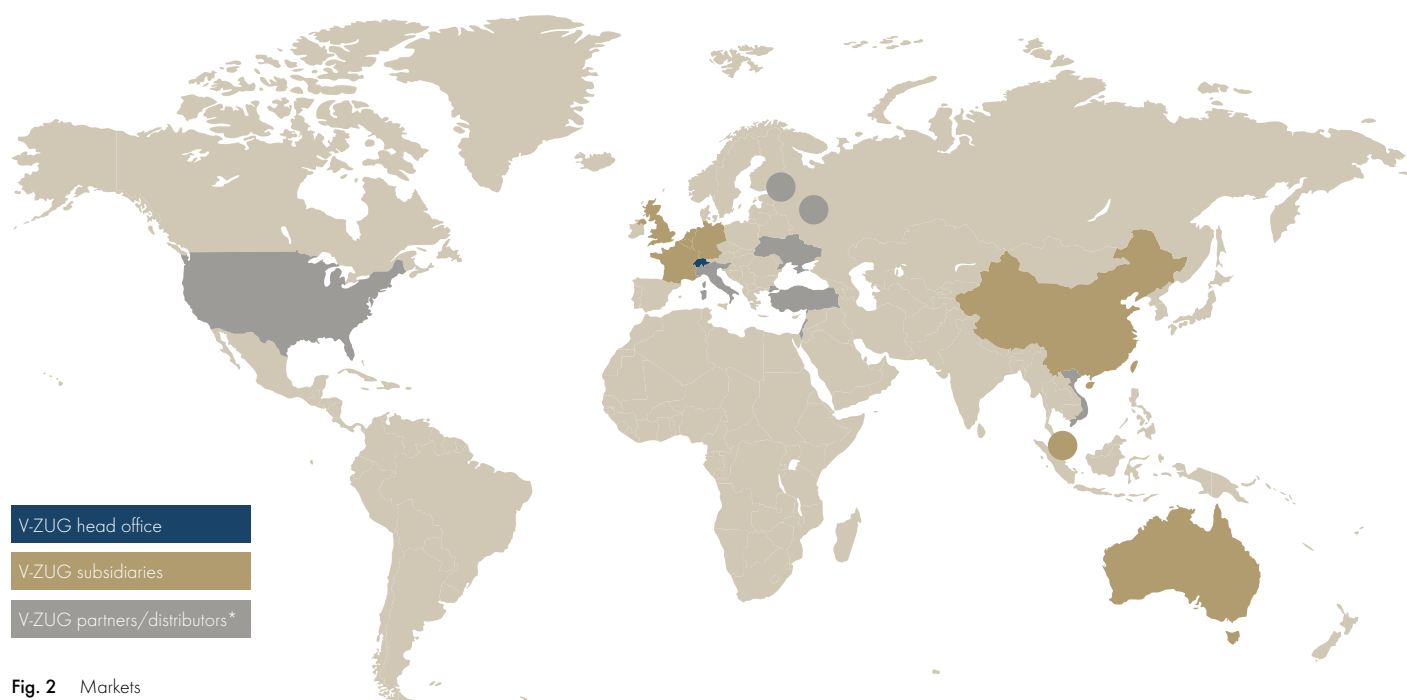 V-ZUG head office
V-ZUG subsidiaries
V-ZUG partners/distributors*
Fig. 2 Markets